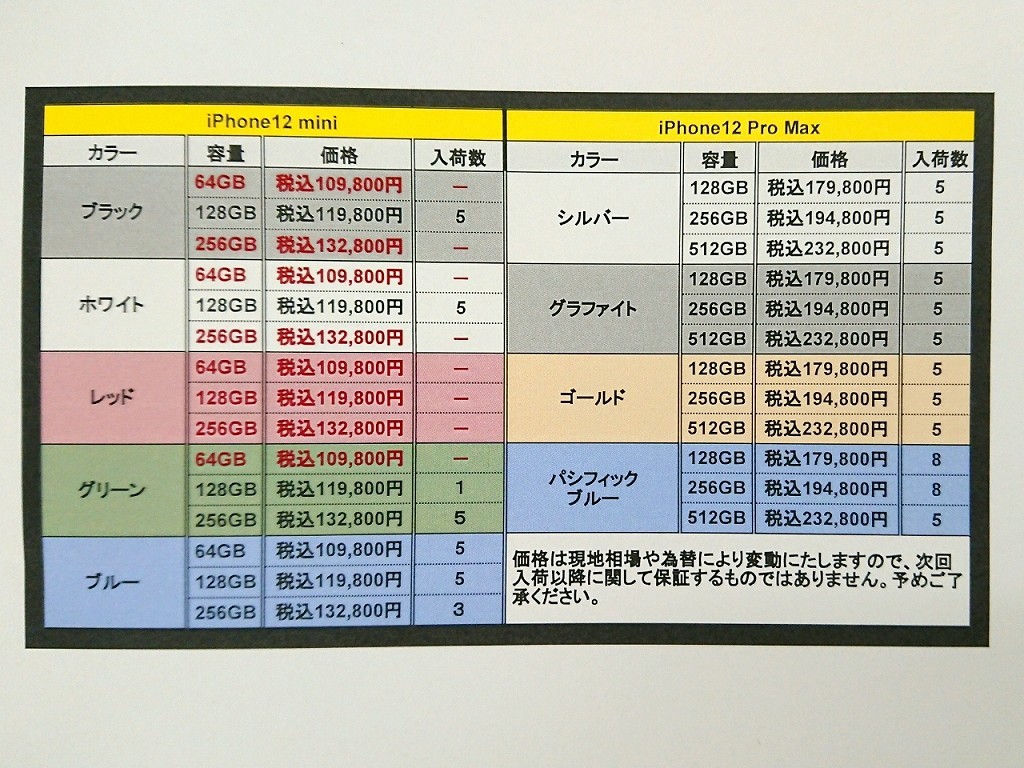 iPhone12 mini
カラー 容量 価格 入荷数
ブラック
64GB 税込109,800円 —
128GB 税込119,800円 5
256GB 税込132,800円 —
ホワイト
64GB 税込109,800円 —
128GB 税込119,800円 5
256GB 税込132,800円 —
レッド
64GB 税込109,800円 —
128GB 税込119,800円 —
256GB 税込132,800円 —
グリーン
64GB 税込109,800円 —
128GB 税込119,800円 1
256GB 税込132,800円 5
ブルー
64GB 税込109,800円 5
128GB 税込119,800円 5
256GB 税込132,800円 3
iPhone12 Pro Max
カラー 容量 価格 入荷数
シルバー
128GB 税込179,800円 5
256GB 税込194,800円 5
512GB 税込232,800円 5
グラファイト
128GB 税込179,800円 5
256GB 税込194,800円 5
512GB 税込232,800円 5
ゴールド
128GB 税込179,800円 5
256GB 税込194,800円 5
512GB 税込232,800円 5
パシフィック
ブルー
128GB 税込179,800円 8
256GB 税込194,800円 8
512GB 税込232,800円 5
価格は現地相場や為替により変動にたしますので、次回
入荷以降に関して保証するものではありません。予めご了
承ください。